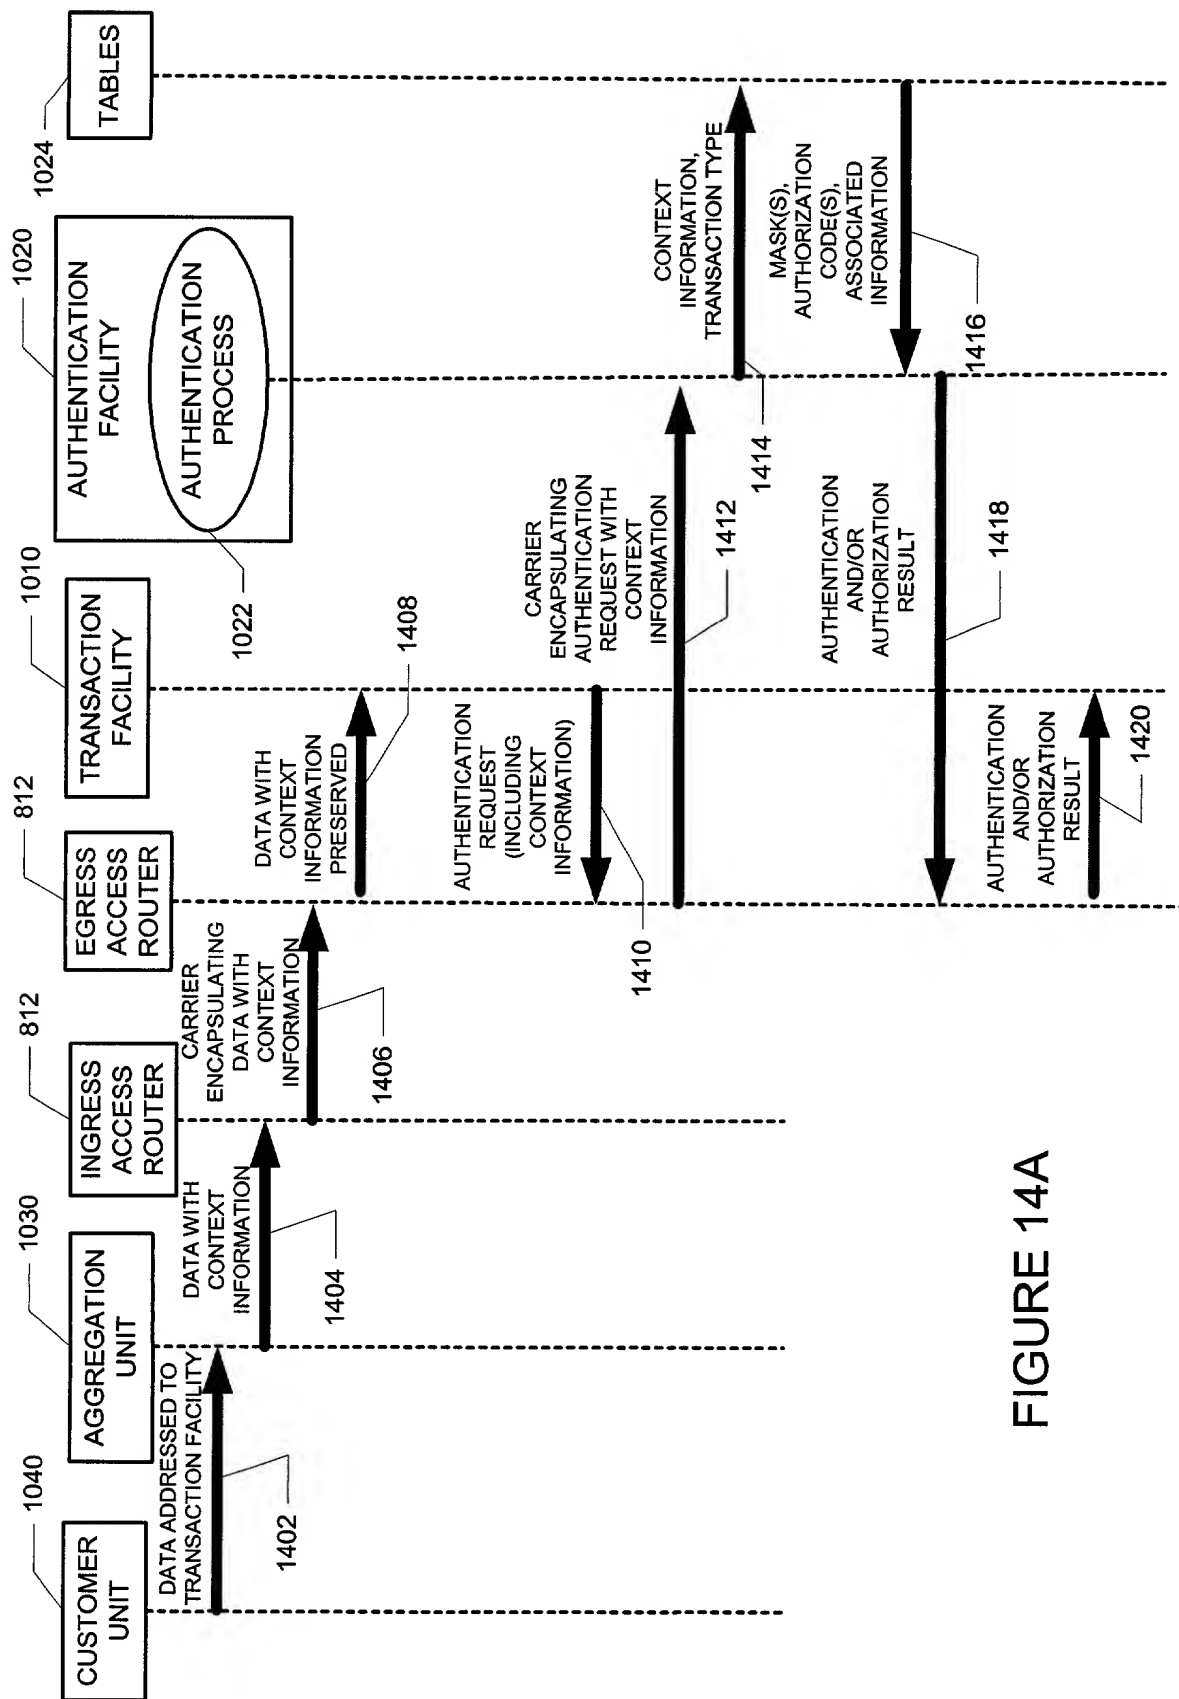 1040
CUSTOMER
UNIT
1030
AGGREGATION
UNIT
812
INGRESS
ACCESS
ROUTER
812
EGRESS
ACCESS
ROUTER
1010
TRANSACTION
FACILITY
1020
AUTHENTICATION
FACILITY
AUTHENTICATION
PROCESS
1022
1024
TABLES
DATA ADDRESSED TO
TRANSACTION FACILITY
1402
DATA WITH
CONTEXT
INFORMATION
1404
CARRIER
ENCAPSULATING
DATA WITH
CONTEXT
INFORMATION
1406
DATA WITH
CONTEXT
INFORMATION
PRESERVED
1408
AUTHENTICATION
REQUEST
(INCLUDING
CONTEXT
INFORMATION)
1410
CARRIER
ENCAPSULATING
AUTHENTICATION
REQUEST WITH
CONTEXT
INFORMATION
1412
CONTEXT
INFORMATION,
TRANSACTION TYPE
1414
MASK(S),
AUTHORIZATION
CODE(S),
ASSOCIATED
INFORMATION
1416
AUTHENTICATION
AND/OR
AUTHORIZATION
RESULT
1418
AUTHENTICATION
AND/OR
AUTHORIZATION
RESULT
1420
FIGURE 14A